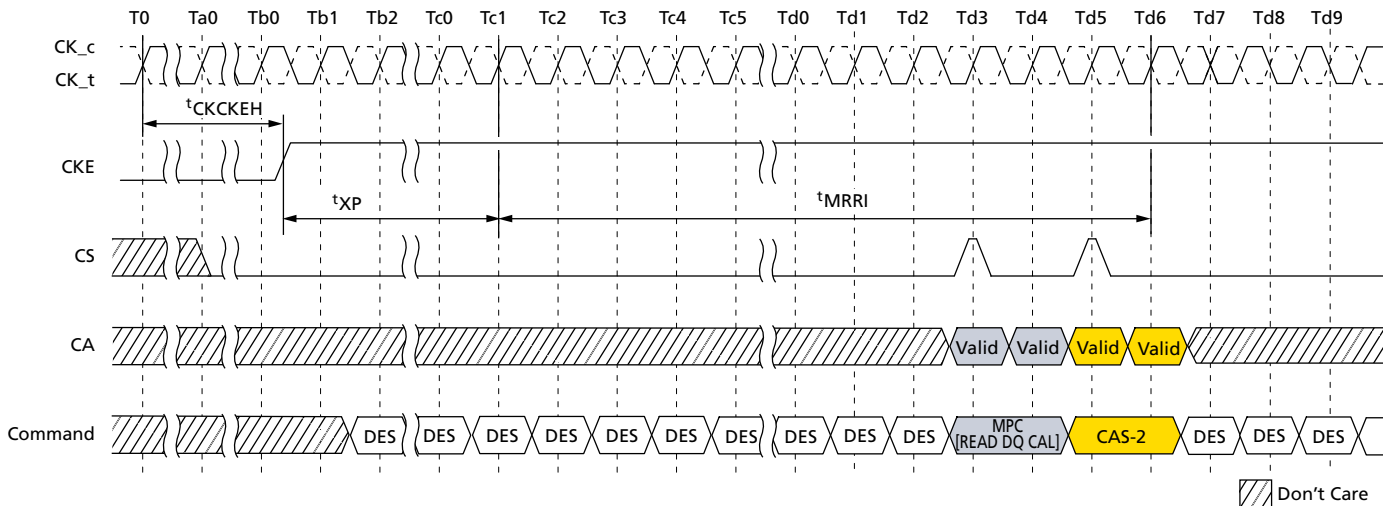 T0 Ta0 Tb0 Tb1 Tb2 Tc0 Tc1 Tc2 Tc3 Tc4 Tc5 Td0 Td1 Td2 Td3 Td4 Td5 Td6 Td7 Td8 Td9
CK_c
CK_t
tCKCKEH
CKE
tXP tMRRI
CS
CA Valid Valid Valid Valid
Command DES DES DES DES DES DES DES DES DES DES MPC [READ DQ CAL] CAS-2 DES DES DES
Don't Care